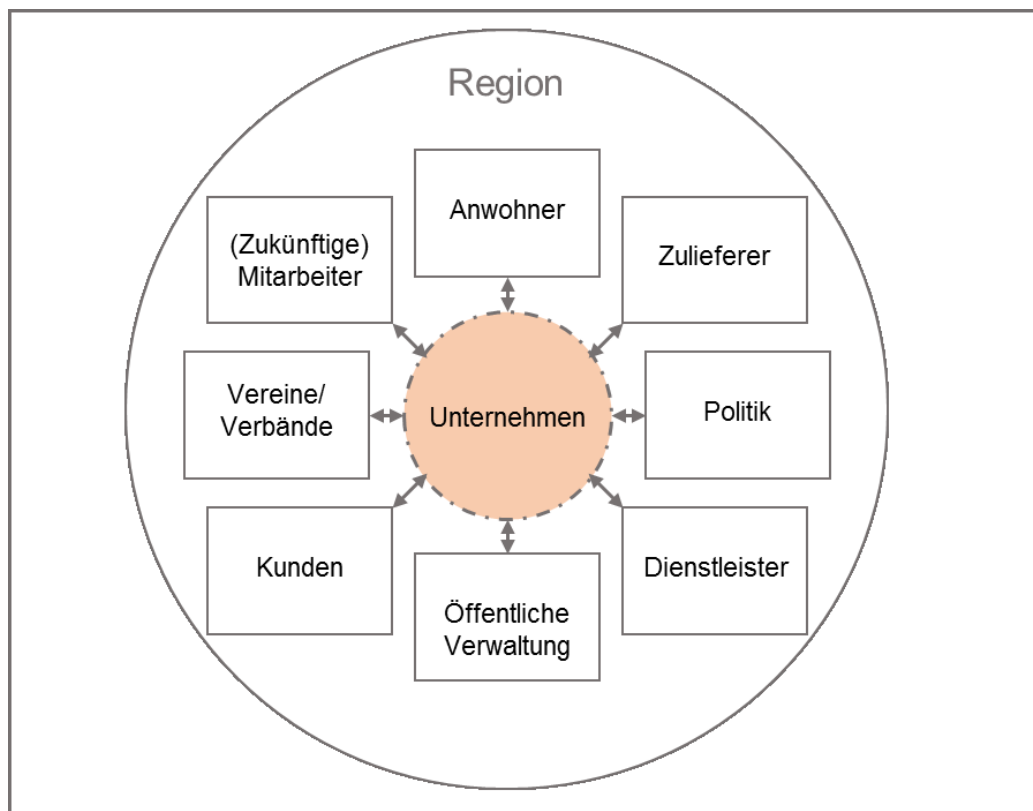 Region
Anwohner
(Zukünftige)
Mitarbeiter
Zulieferer
Vereine/
Verbände
Unternehmen
Politik
Kunden
Dienstleister
Öffentliche
Verwaltung